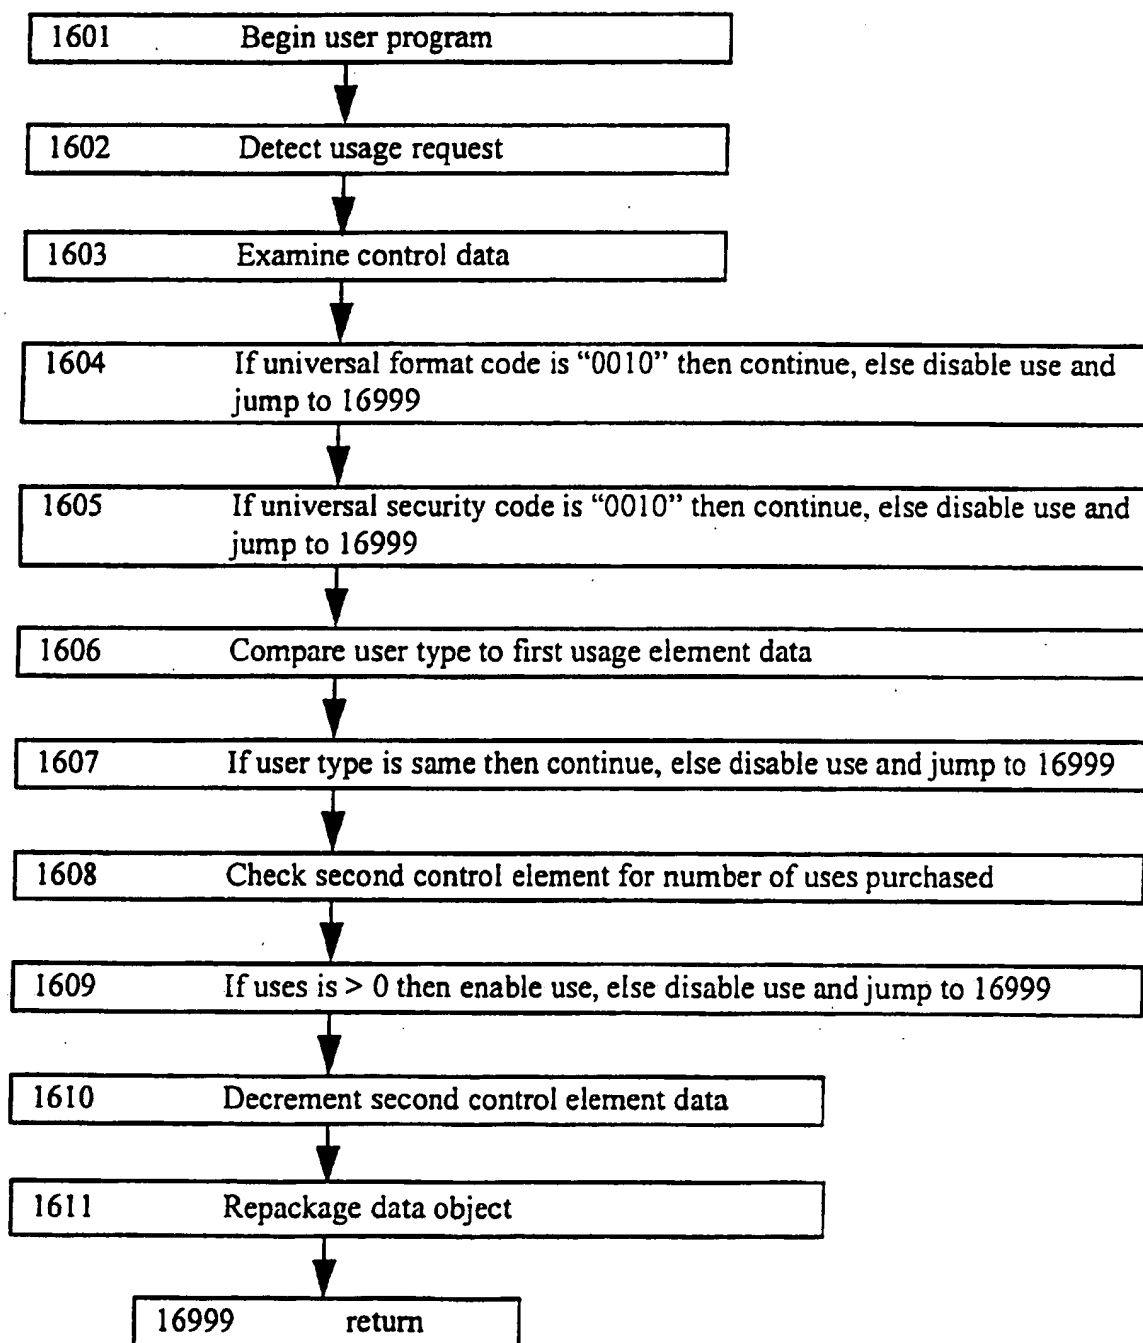 1601 Begin user program
1602 Detect usage request
1603 Examine control data
1604 If universal format code is “0010” then continue, else disable use and
jump to 16999
1605 If universal security code is “0010” then continue, else disable use and
jump to 16999
1606 Compare user type to first usage element data
1607 If user type is same then continue, else disable use and jump to 16999
1608 Check second control element for number of uses purchased
1609 If uses is > 0 then enable use, else disable use and jump to 16999
1610 Decrement second control element data
1611 Repackage data object
16999 return